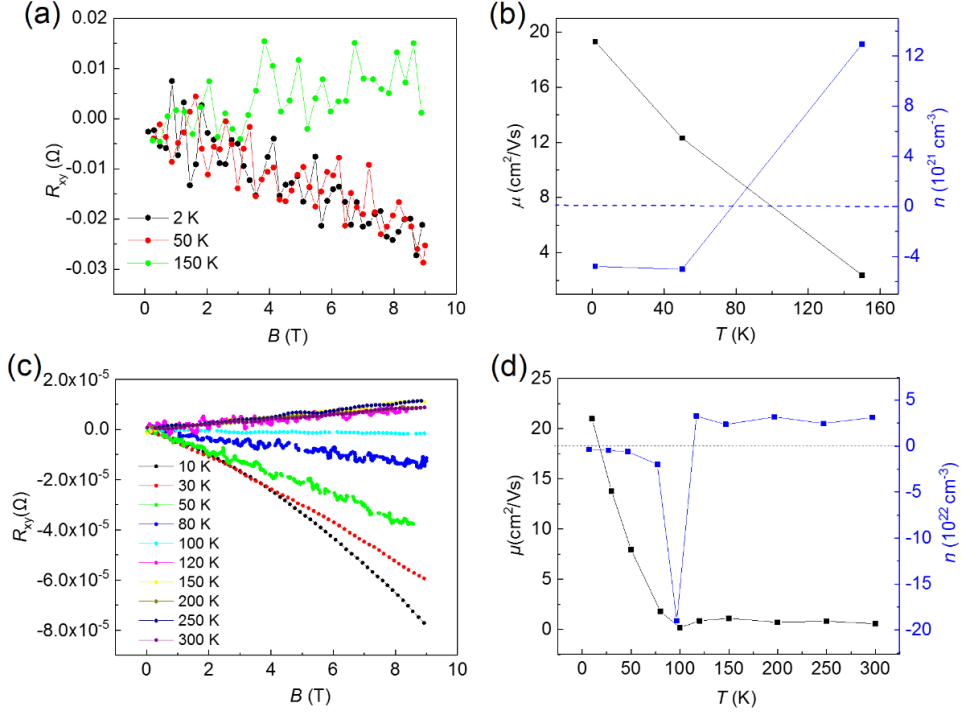 (a)
0.02
0.01
0.00
-0.01
-0.02
-0.03
R_xy (Ω)
2 K
50 K
150 K
0
2
4
6
8
10
B (T)
(b)
20
16
12
8
4
μ (cm²/Vs)
12
8
4
0
-4
n (10²¹ cm⁻³)
0
40
80
120
160
T (K)
(c)
2.0x10⁻⁵
0.0
-2.0x10⁻⁵
-4.0x10⁻⁵
-6.0x10⁻⁵
-8.0x10⁻⁵
R_xy(Ω)
10 K
30 K
50 K
80 K
100 K
120 K
150 K
200 K
250 K
300 K
0
2
4
6
8
10
B (T)
(d)
25
20
15
10
5
0
μ(cm²/Vs)
5
0
-5
-10
-15
-20
n (10²² cm⁻³)
0
50
100
150
200
250
300
T (K)